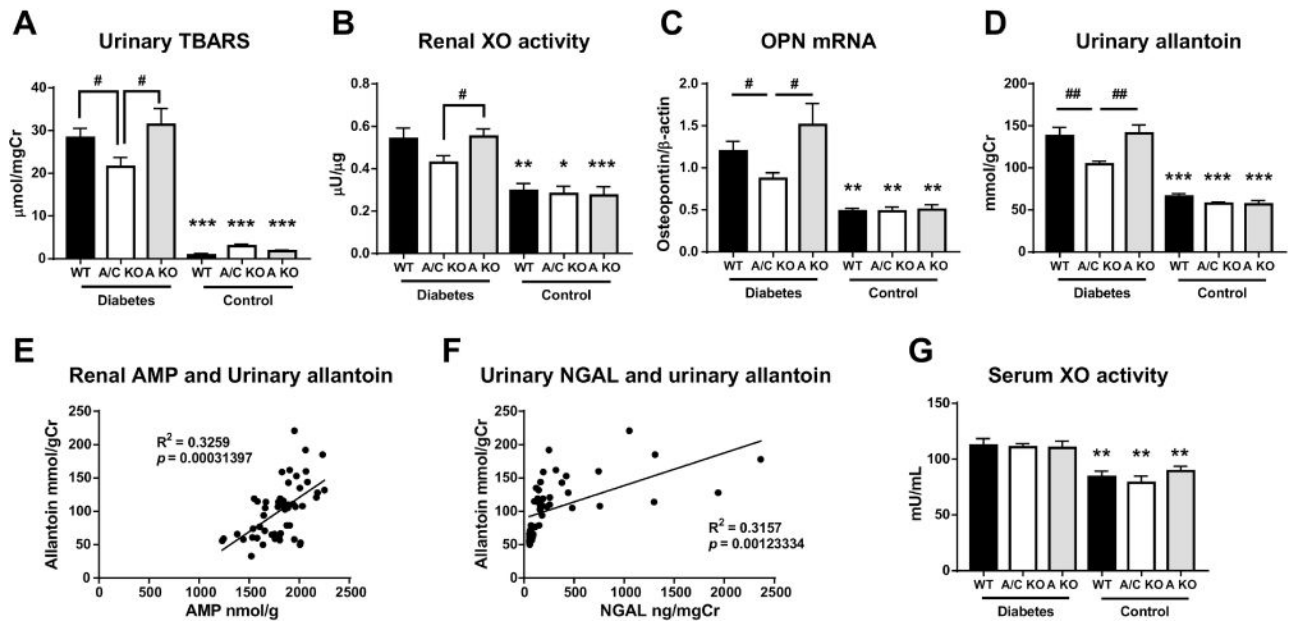 A
Urinary TBARS
μmol/mgCr
40
30
20
10
0
#
#
***
***
***
WT A/C KO A KO WT A/C KO A KO
Diabetes Control
B
Renal XO activity
μU/μg
0.8
0.6
0.4
0.2
0.0
#
**
*
***
WT A/C KO A KO WT A/C KO A KO
Diabetes Control
C
OPN mRNA
Osteopontin/β-actin
2.0
1.5
1.0
0.5
0.0
#
#
**
**
**
WT A/C KO A KO WT A/C KO A KO
Diabetes Control
D
Urinary allantoin
mmol/gCr
200
150
100
50
0
##
##
***
***
***
WT A/C KO A KO WT A/C KO A KO
Diabetes Control
E
Renal AMP and Urinary allantoin
Allantoin mmol/gCr
250
200
150
100
50
0
R² = 0.3259
p = 0.00031397
0 500 1000 1500 2000 2500
AMP nmol/g
F
Urinary NGAL and urinary allantoin
Allantoin mmol/gCr
250
200
150
100
50
0
R² = 0.3157
p = 0.00123334
0 500 1000 1500 2000 2500
NGAL ng/mgCr
G
Serum XO activity
mU/mL
150
100
50
0
**
**
**
WT A/C KO A KO WT A/C KO A KO
Diabetes Control